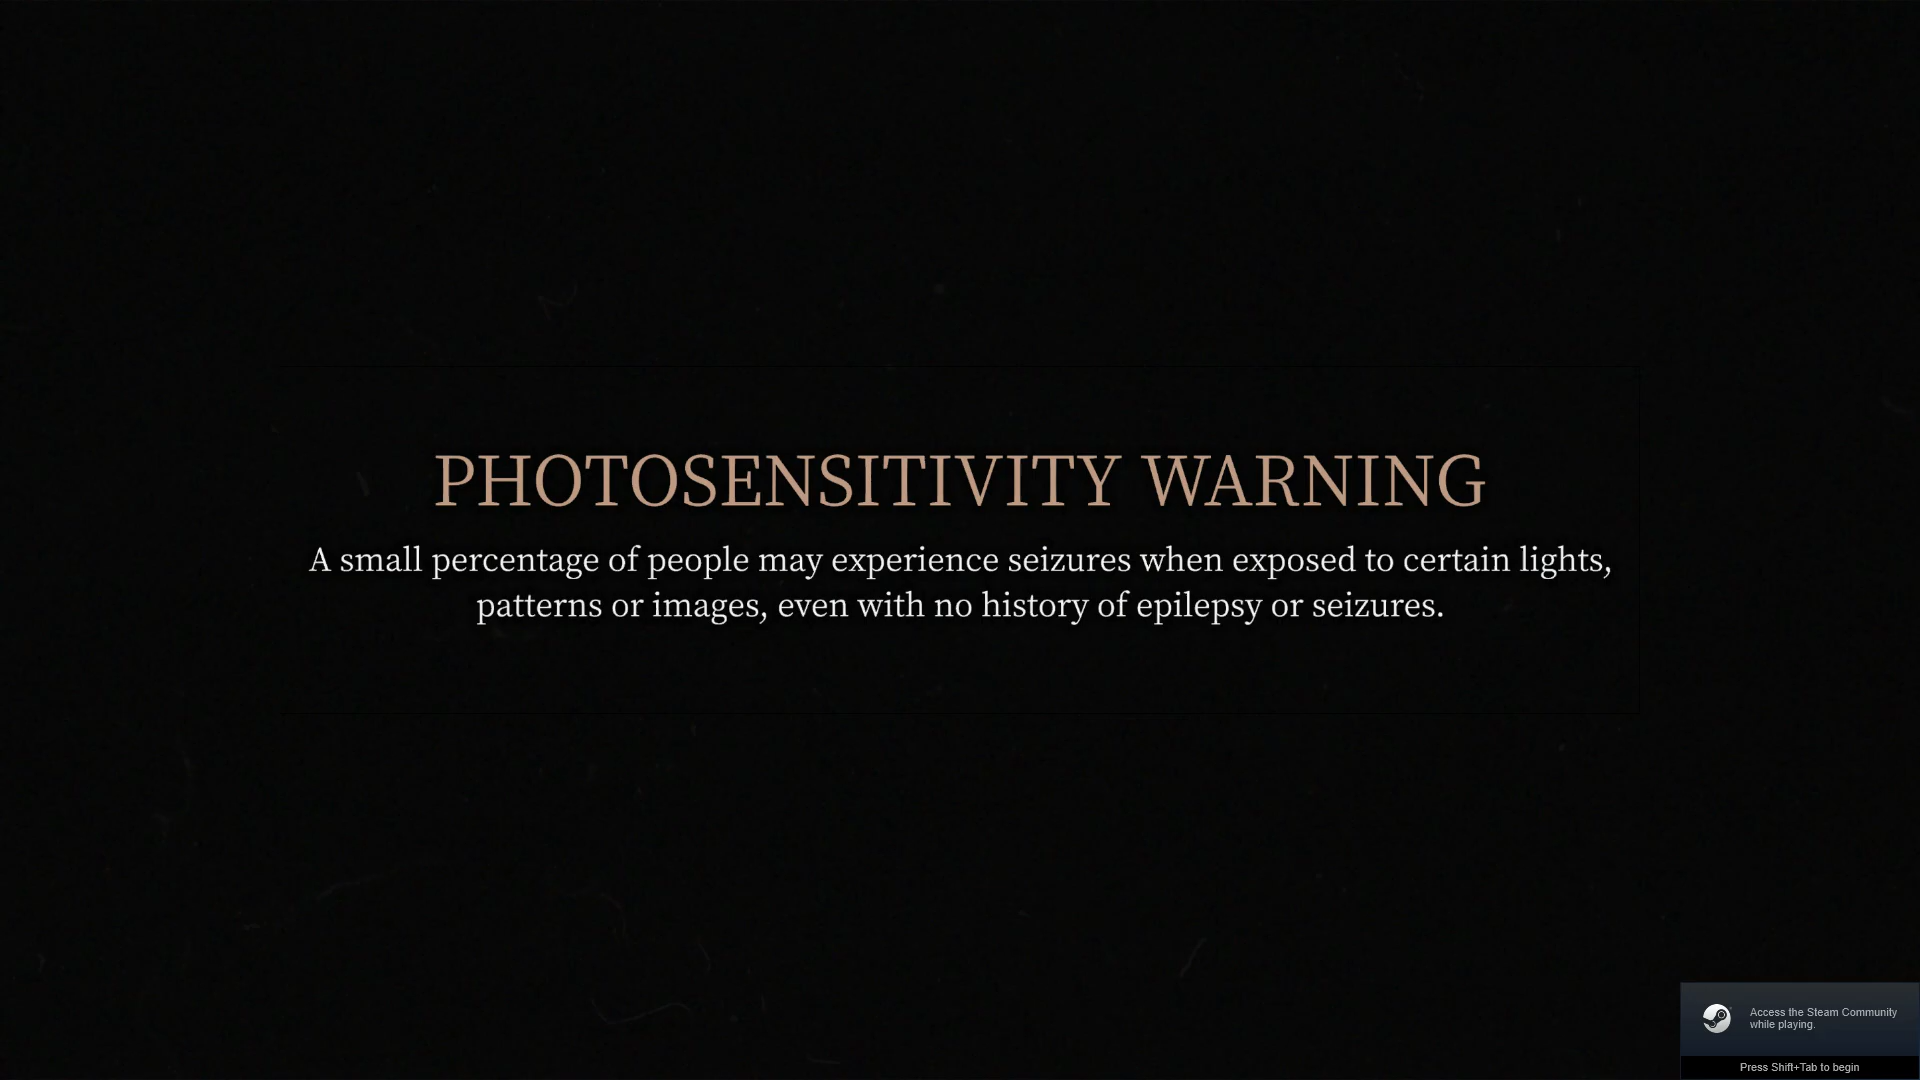 PHOTOSENSITIVITY WARNING
A small percentage of people may experience seizures when exposed to certain lights,
patterns or images, even with no history of epilepsy or seizures.
Access the Steam Community
while playing.
Press Shift+Tab to begin